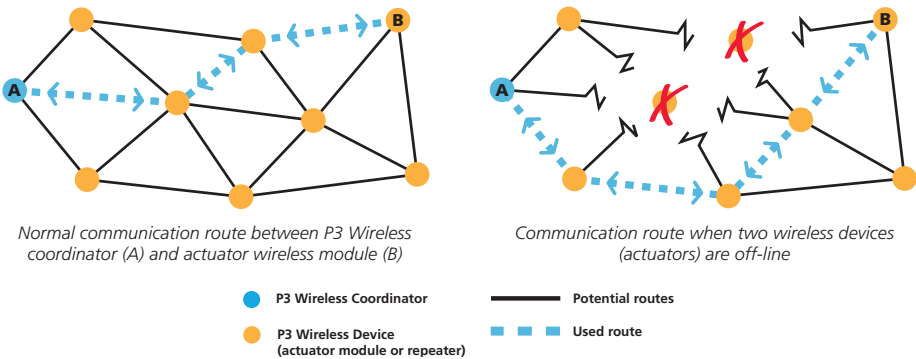 B
A
Normal communication route between P3 Wireless
coordinator (A) and actuator wireless module (B)
B
A
Communication route when two wireless devices
(actuators) are off-line
P3 Wireless Coordinator
P3 Wireless Device
(actuator module or repeater)
Potential routes
Used route